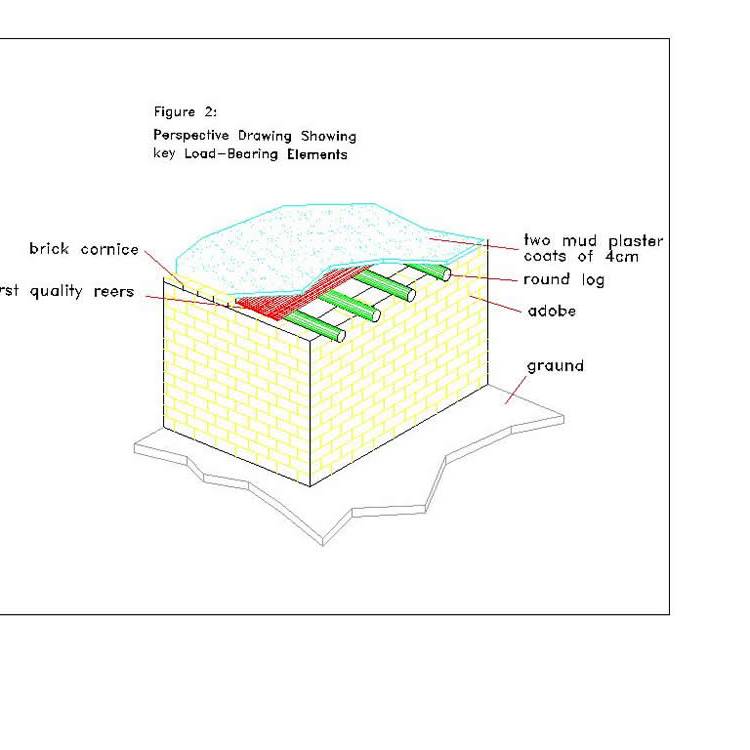 Figure 2:
Perspective Drawing Showing
key Load-Bearing Elements
brick cornice
rst quality reers
two mud plaster
coats of 4cm
round log
adobe
ground